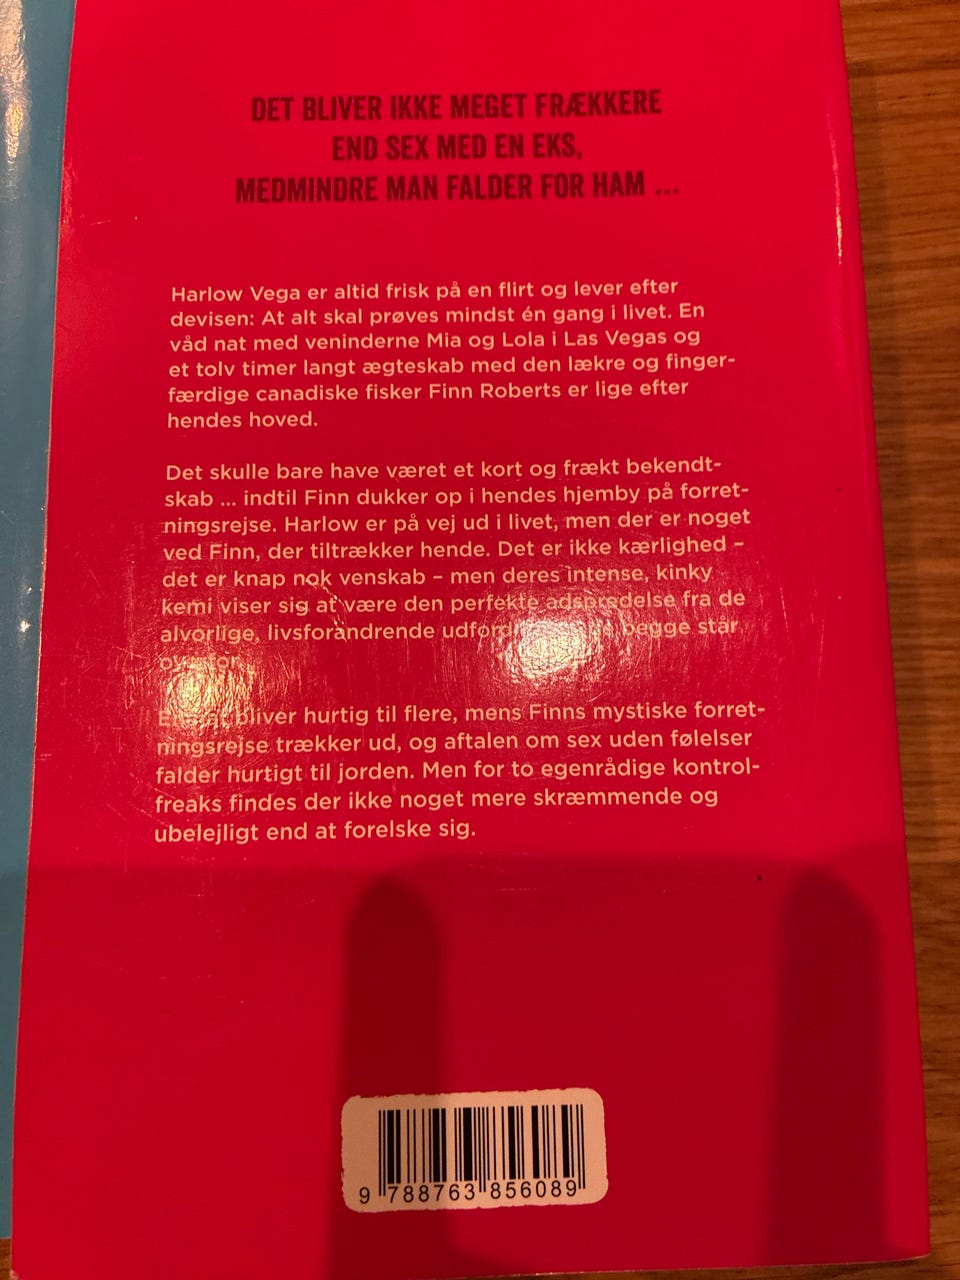 DET BLIVER IKKE MEGET FRÆKKERE
END SEX MED EN EKS,
MEDMINDRE MAN FALDER FOR HAM ...
Harlow Vega er altid frisk på en flirt og lever efter
devisen: At alt skal prøves mindst én gang i livet. En
våd nat med veninderne Mia og Lola i Las Vegas og
et tolv timer langt ægteskab med den lækre og finger-
færdige canadiske fisker Finn Roberts er lige efter
hendes hoved.
Det skulle bare have været et kort og frækt bekendt-
skab ... indtil Finn dukker op i hendes hjemby på forret-
ningsrejse. Harlow er på vej ud i livet, men der er noget
ved Finn, der tiltrækker hende. Det er ikke kærlighed –
det er knap nok venskab – men deres intense, kinky
kemi viser sig at være den perfekte adspredelse fra de
alvorlige, livsforandrende begge står
bliver hurtig til flere, mens Finns mystiske forret-
ningsrejse trækker ud, og aftalen om sex uden følelser
falder hurtigt til jorden. Men for to egenrådige kontrol-
freaks findes der ikke noget mere skræmmende og
ubelejligt end at forelske sig.
9 788763 856089